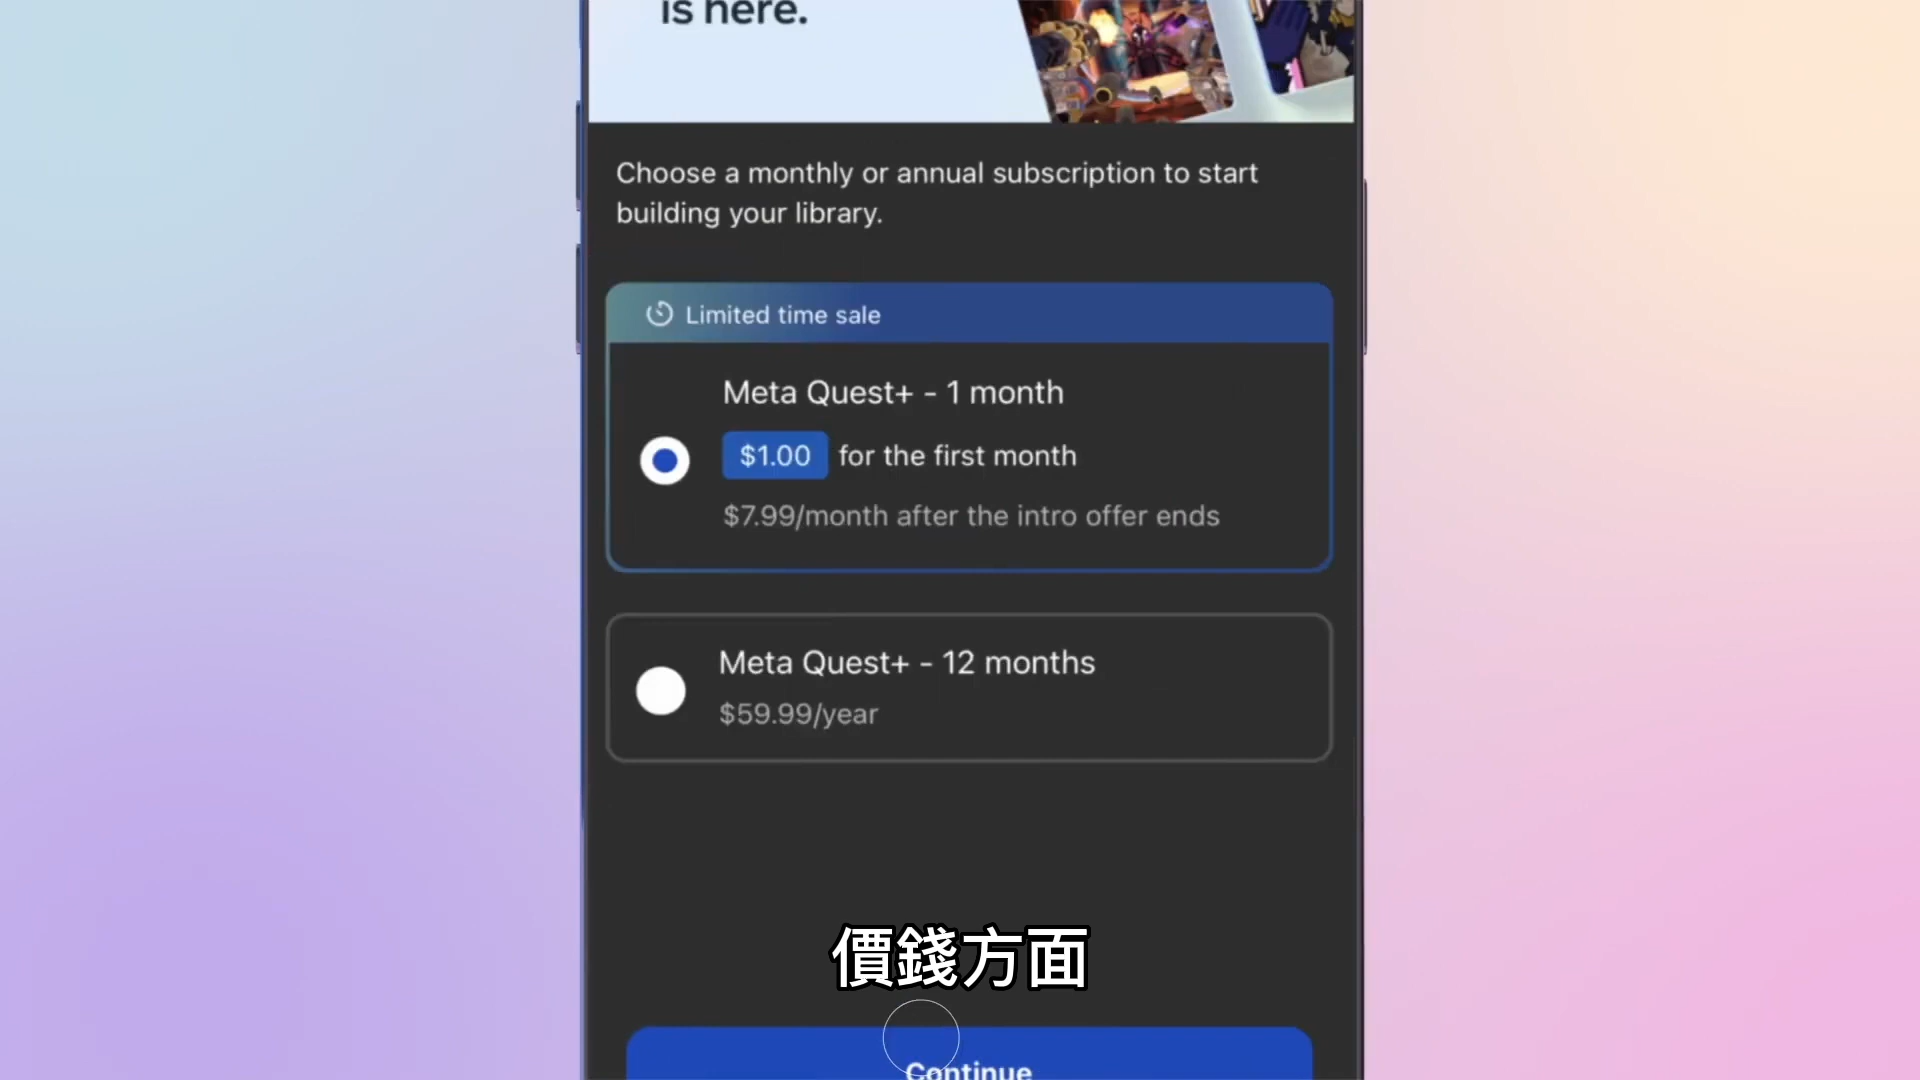 is here.
Choose a monthly or annual subscription to start
building your library.
Limited time sale
Meta Quest+ - 1 month
$1.00 for the first month
$7.99/month after the intro offer ends
Meta Quest+ - 12 months
$59.99/year
價錢方面
Continue